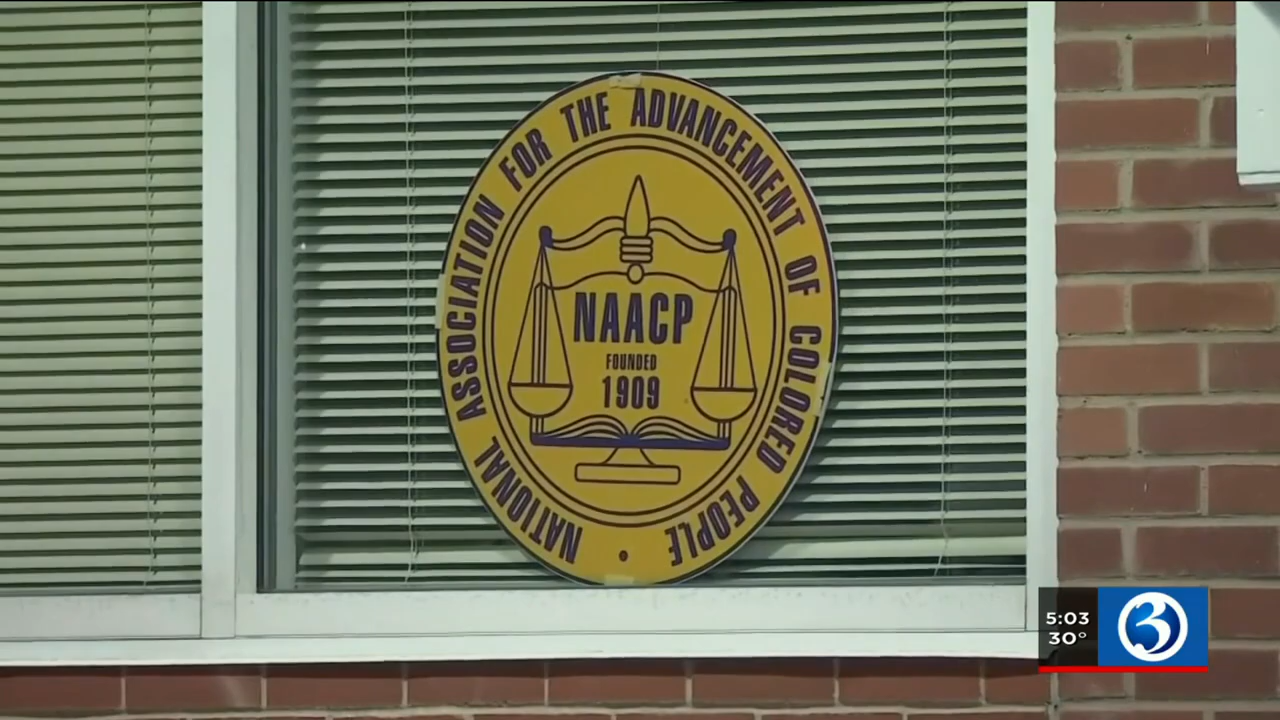 NATIONAL ASSOCIATION FOR THE ADVANCEMENT OF COLORED PEOPLE •
NAACP
FOUNDED
1909
5:03
30°
3